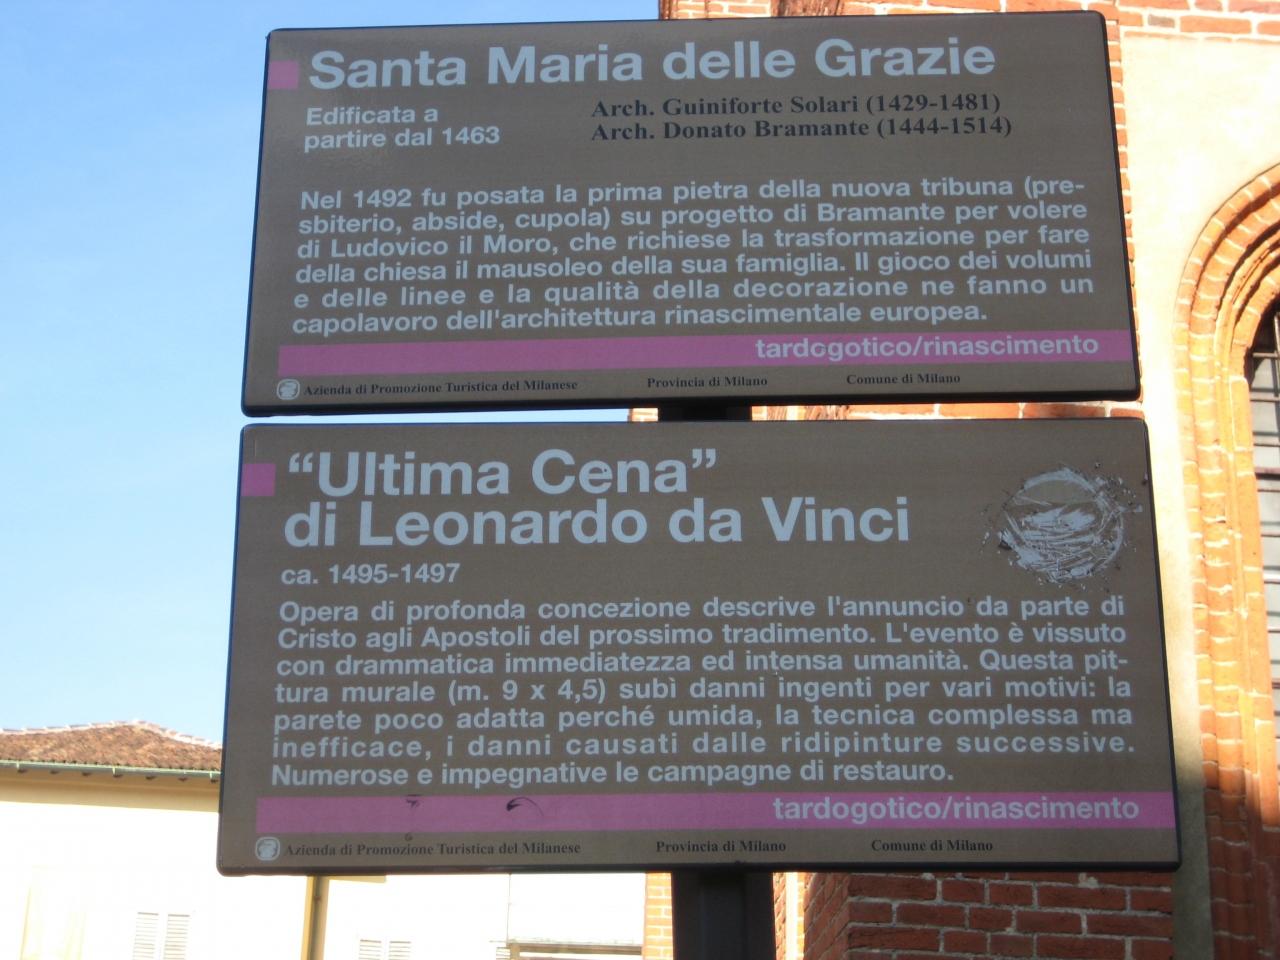 Santa Maria delle Grazie
Edificata a
partire dal 1463
Arch. Guiniforte Solari (1429-1481)
Arch. Donato Bramante (1444-1514)
Nel 1492 fu posata la prima pietra della nuova tribuna (pre-
sbiterio, abside, cupola) su progetto di Bramante per volere
di Ludovico il Moro, che richiese la trasformazione per fare
della chiesa il mausoleo della sua famiglia. Il gioco dei volumi
e delle linee e la qualità della decorazione ne fanno un
capolavoro dell'architettura rinascimentale europea.
tardogotico/rinascimento
Azienda di Promozione Turistica del Milanese Provincia di Milano Comune di Milano
“Ultima Cena”
di Leonardo da Vinci
ca. 1495-1497
Opera di profonda concezione descrive l'annuncio da parte di
Cristo agli Apostoli del prossimo tradimento. L'evento è vissuto
con drammatica immediatezza ed intensa umanità. Questa pit-
tura murale (m. 9 x 4,5) subì danni ingenti per vari motivi: la
parete poco adatta perché umida, la tecnica complessa ma
inefficace, i danni causati dalle ridipinture successive.
Numerose e impegnative le campagne di restauro.
tardogotico/rinascimento
Azienda di Promozione Turistica del Milanese Provincia di Milano Comune di Milano